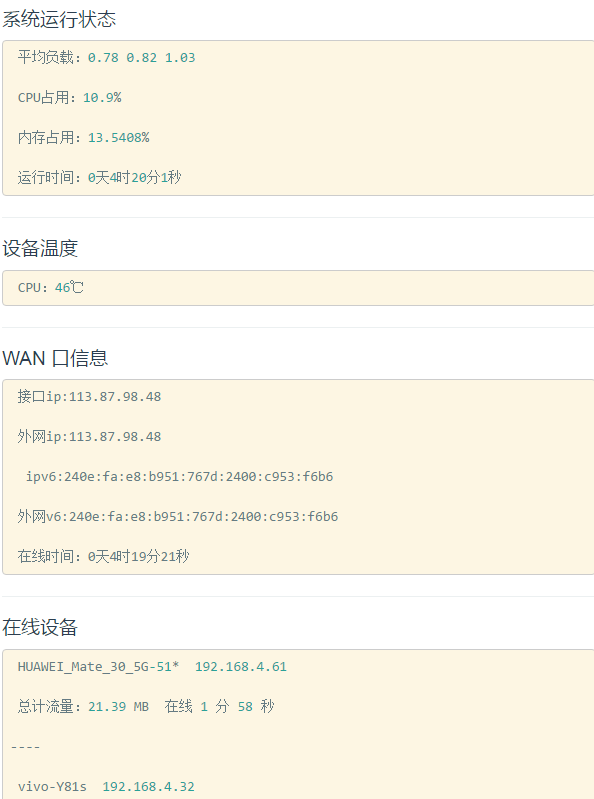 系统运行状态
平均负载：0.78 0.82 1.03
CPU占用：10.9%
内存占用：13.5408%
运行时间：0天4时20分1秒
设备温度
CPU：46℃
WAN 口信息
接口ip:113.87.98.48
外网ip:113.87.98.48
ipv6:240e:fa:e8:b951:767d:2400:c953:f6b6
外网v6:240e:fa:e8:b951:767d:2400:c953:f6b6
在线时间：0天4时19分21秒
在线设备
HUAWEI_Mate_30_5G-51* 192.168.4.61
总计流量：21.39 MB 在线 1 分 58 秒
----
vivo-Y81s 192.168.4.32